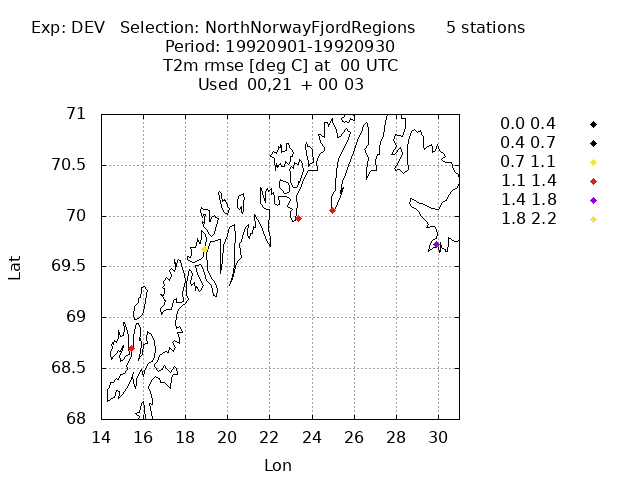 Exp: DEV   Selection: NorthNorwayFjordRegions      5 stations
Period: 19920901-19920930
T2m rmse [deg C] at  00 UTC
Used  00,21  + 00 03
71
70.5
70
69.5
69
68.5
68
Lat
14 16 18 20 22 24 26 28 30
Lon
0.0 0.4
0.4 0.7
0.7 1.1
1.1 1.4
1.4 1.8
1.8 2.2